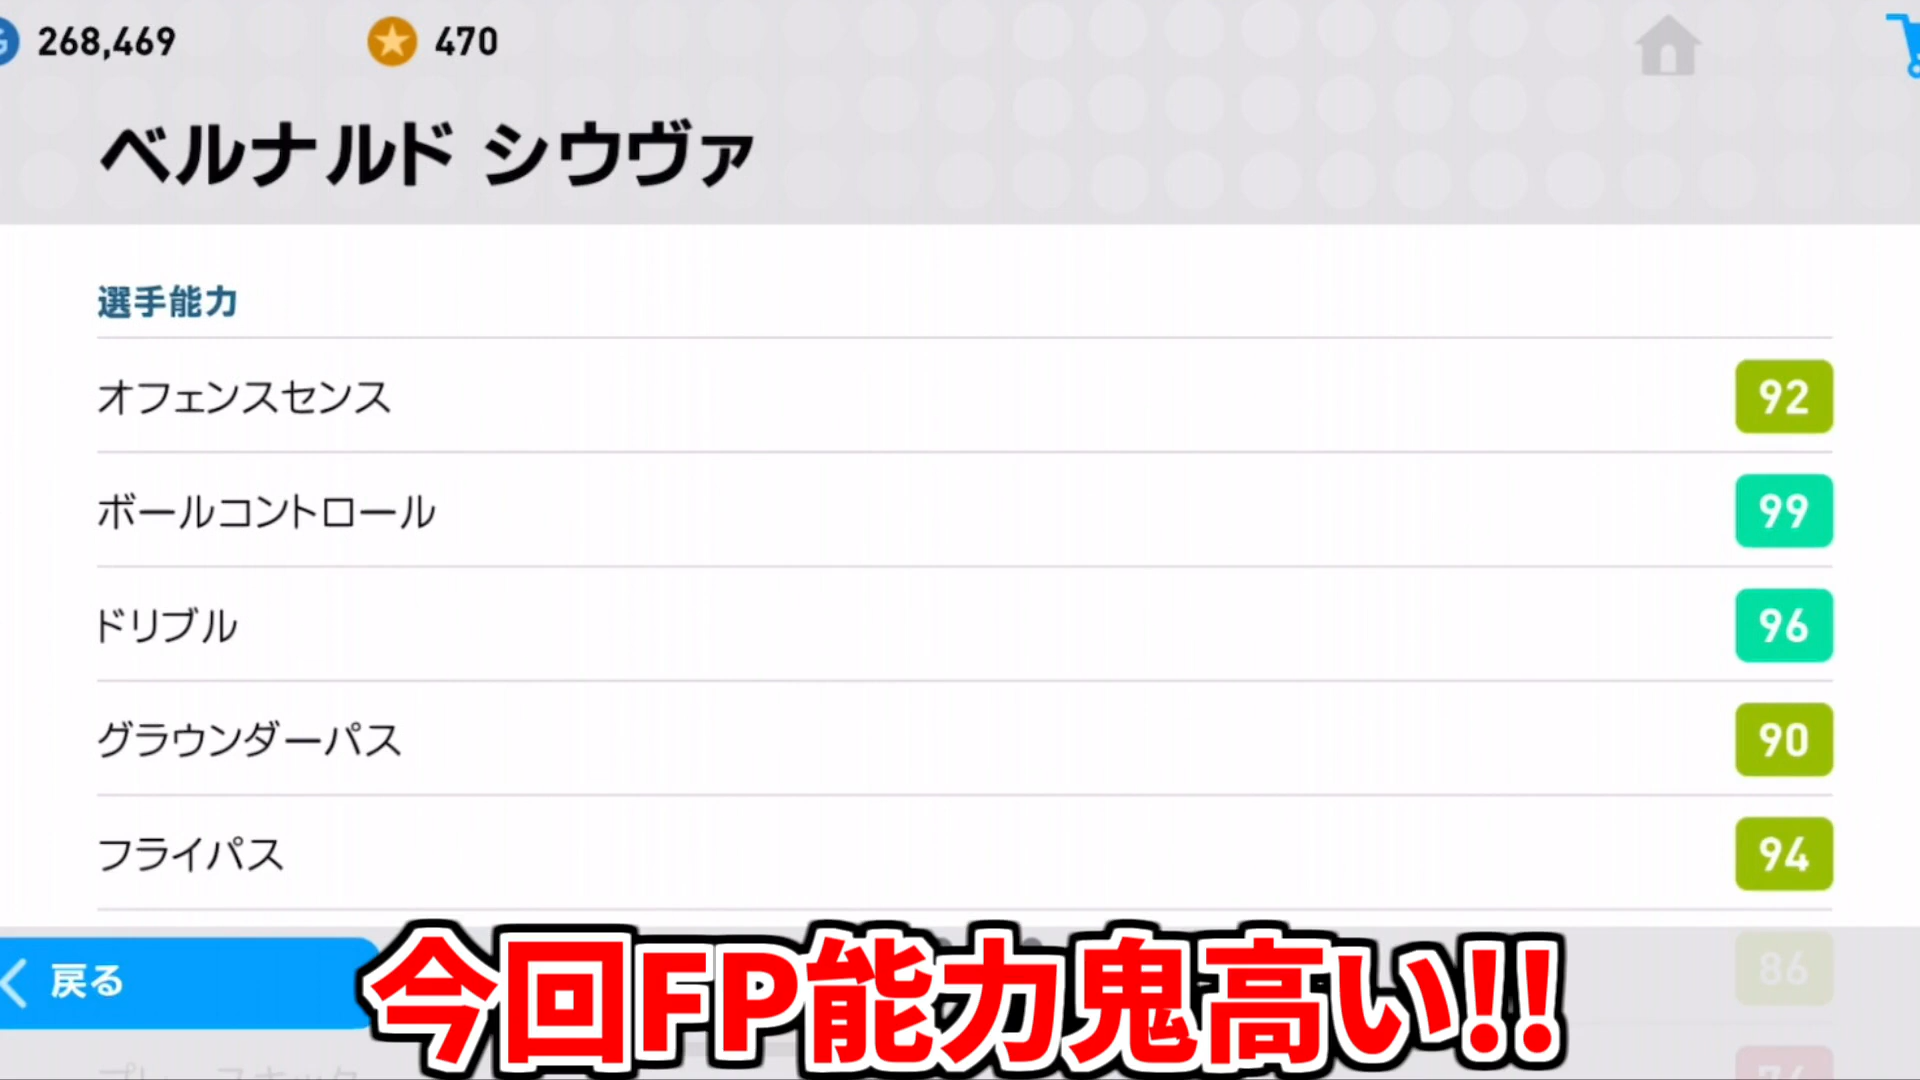 268,469
470
ベルナルド シウヴァ
選手能力
オフェンスセンス 92
ボールコントロール 99
ドリブル 96
グラウンダーパス 90
フライパス 94
86
戻る
今回FP能力鬼高い!!